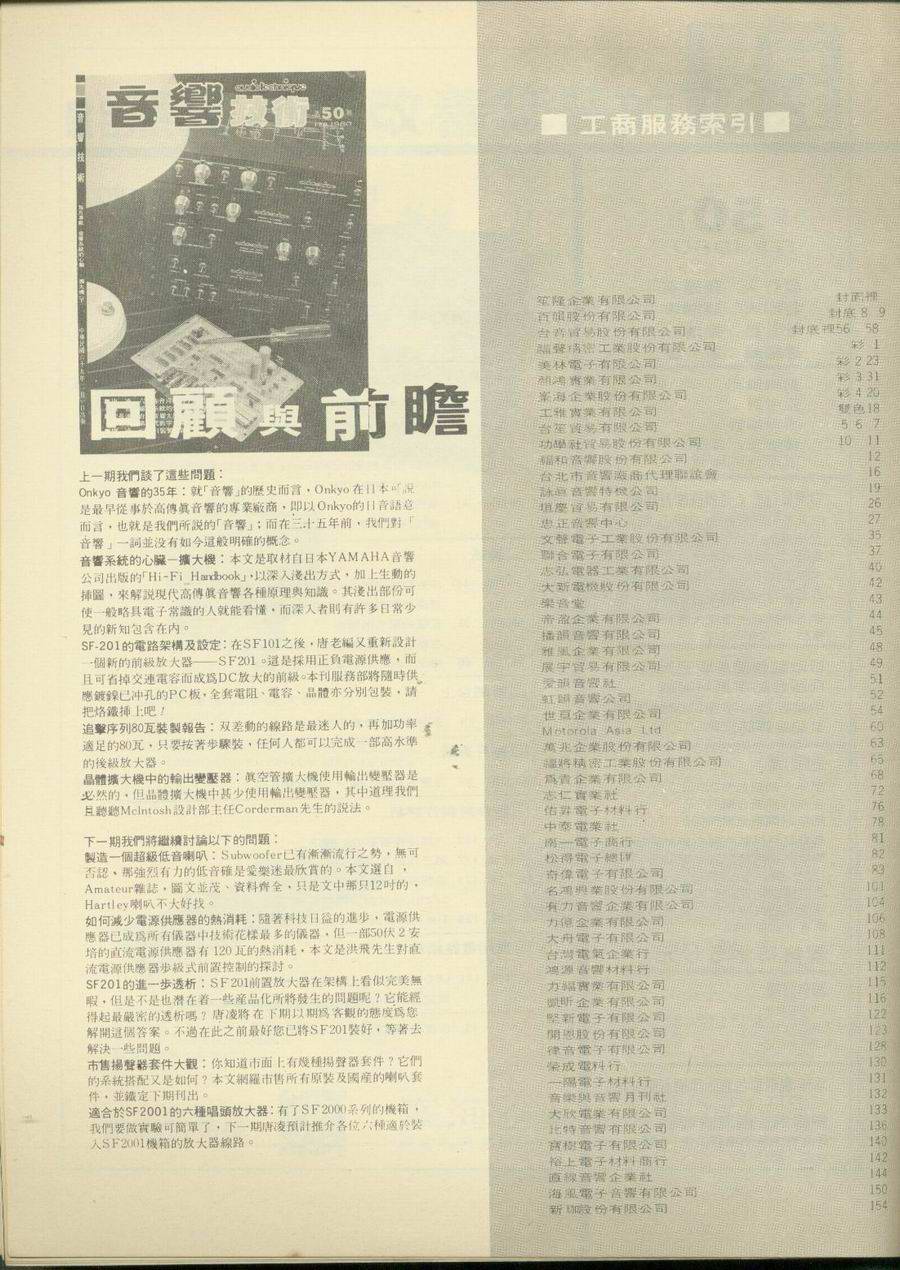 音響技術
audiotechnique
50
音響技術
回顧與前瞻
上一期我們談了這些問題：
Onkyo 音響的35年：就「音響」的歷史而言，Onkyo 在日本可說
是最早從事於高傳眞音響的專業廠商，即以Onkyo的日音語意
而言，也就是我們所說的「音響」；而在三十五年前，我們對「
音響」一詞並沒有如今這般明確的概念。
音響系統的心臟—擴大機：本文是取材自日本YAMAHA音響
公司出版的「Hi-Fi Handbook」，以深入淺出方式，加上生動的
揷圖，來解說現代高傳眞音響各種原理與知識。其淺出部份可
使一般略具電子常識的人就能看懂，而深入者則有許多日常少
見的新知包含在內。
SF-201的電路架構及設定：在SF101之後，唐老編又重新設計
一個新的前級放大器——SF201。這是採用正負電源供應，而
且可省掉交連電容而成爲DC放大的前級。本刊服務部將隨時供
應鍍鎳已冲孔的PC板，全套電阻、電容、晶體亦分別包裝，請
把烙鐵揷上吧！
追擊序列80瓦裝製報告：双差動的線路是最迷人的，再加功率
適足的80瓦，只要按著步驟裝，任何人都可以完成一部高水準
的後級放大器。
晶體擴大機中的輸出變壓器：眞空管擴大機使用輸出變壓器是
必然的，但晶體擴大機中甚少使用輸出變壓器，其中道理我們
且聽聽McIntosh設計部主任Corderman先生的說法。
下一期我們將繼續討論以下的問題：
製造一個超級低音喇叭：Subwoofer已有漸漸流行之勢，無可
否認、那強烈有力的低音確是愛樂迷最欣賞的。本文選自，
Amateur雜誌，圖文並茂、資料齊全、只是文中那只12吋的，
Hartley喇叭不大好找。
如何減少電源供應器的熱消耗：隨著科技日益的進步，電源供
應器已成爲所有儀器中技術花樣最多的儀器，但一部50伏2安
培的直流電源供應器有120瓦的熱消耗，本文是洪飛先生對直
流電源供應器步級式前置控制的探討。
SF201的進一步透析：SF201前置放大器在架構上看似完美無
暇，但是不是也潛在着一些產品化所將發生的問題呢？它能經
得起最嚴密的透析嗎？唐凌將在下期以期爲客觀的態度爲您
解開這個答案。不過在此之前最好您已將SF201裝好，等著去
解決一些問題。
市售揚聲器套件大觀：你知道市面上有幾種揚聲器套件？它們
的系統搭配又是如何？本文網羅市售所有原裝及國產的喇叭套
件，並鐵定下期刊出。
適合於SF2001的六種唱頭放大器：有了SF2000系列的機箱，
我們要做實驗可簡單了，下一期唐凌預計推介各位六種適於裝
入SF2001機箱的放大器線路。
■工商服務索引■
笙隆企業有限公司 封面裡
百韻股份有限公司 封底 8 9
台音貿易股份有限公司 封底裡56 58
福聲精密工業股份有限公司 彩 1
美林電子有限公司 彩 2 23
顏鴻實業有限公司 彩 3 31
東海企業股份有限公司 彩 4 20
工雅實業有限公司 雙色18
台笙貿易股份有限公司 5 6 7
功學社貿易股份有限公司 10 11
福和音響股份有限公司 12
台北市音響廠商代理聯誼會 16
詠眞音響特機公司 19
垣慶貿易有限公司 26
忠正音響中心 27
文聲電子工業股份有限公司 35
聯合電子有限公司 37
志弘電器工業有限公司 40
大新電機股份有限公司 42
樂音堂 43
帝盈企業有限公司 44
播韻音響有限公司 45
雅風企業有限公司 48
展宇貿易有限公司 49
愛韻音響社 51
虹韻音響公司 52
世亞企業有限公司 54
Motorola Asia Ltd 60
萬兆企業股份有限公司 63
福將精密工業股份有限公司 65
爲貴企業有限公司 68
志仁實業社 72
佑昇電子材料行 76
中泰電業社 78
南一電子商行 81
松得電子總匯 82
奇偉電子有限公司 83
名鴻興業股份有限公司 101
有力音響企業有限公司 104
力億企業有限公司 106
大舟電子有限公司 108
台灣電氣企業行 111
鴻源音響材料行 112
力福實業有限公司 115
凱昕企業有限公司 116
堅新電子有限公司 122
開恩股份有限公司 123
律音電子有限公司 128
榮成電料行 130
一陽電子材料行 131
音樂與音響月刊社 132
大欣電業有限公司 133
比特音響有限公司 136
寶樹電子有限公司 140
裕上電子材料商行 142
直線音響企業社 144
海風電子音響有限公司 150
新珈股份有限公司 154